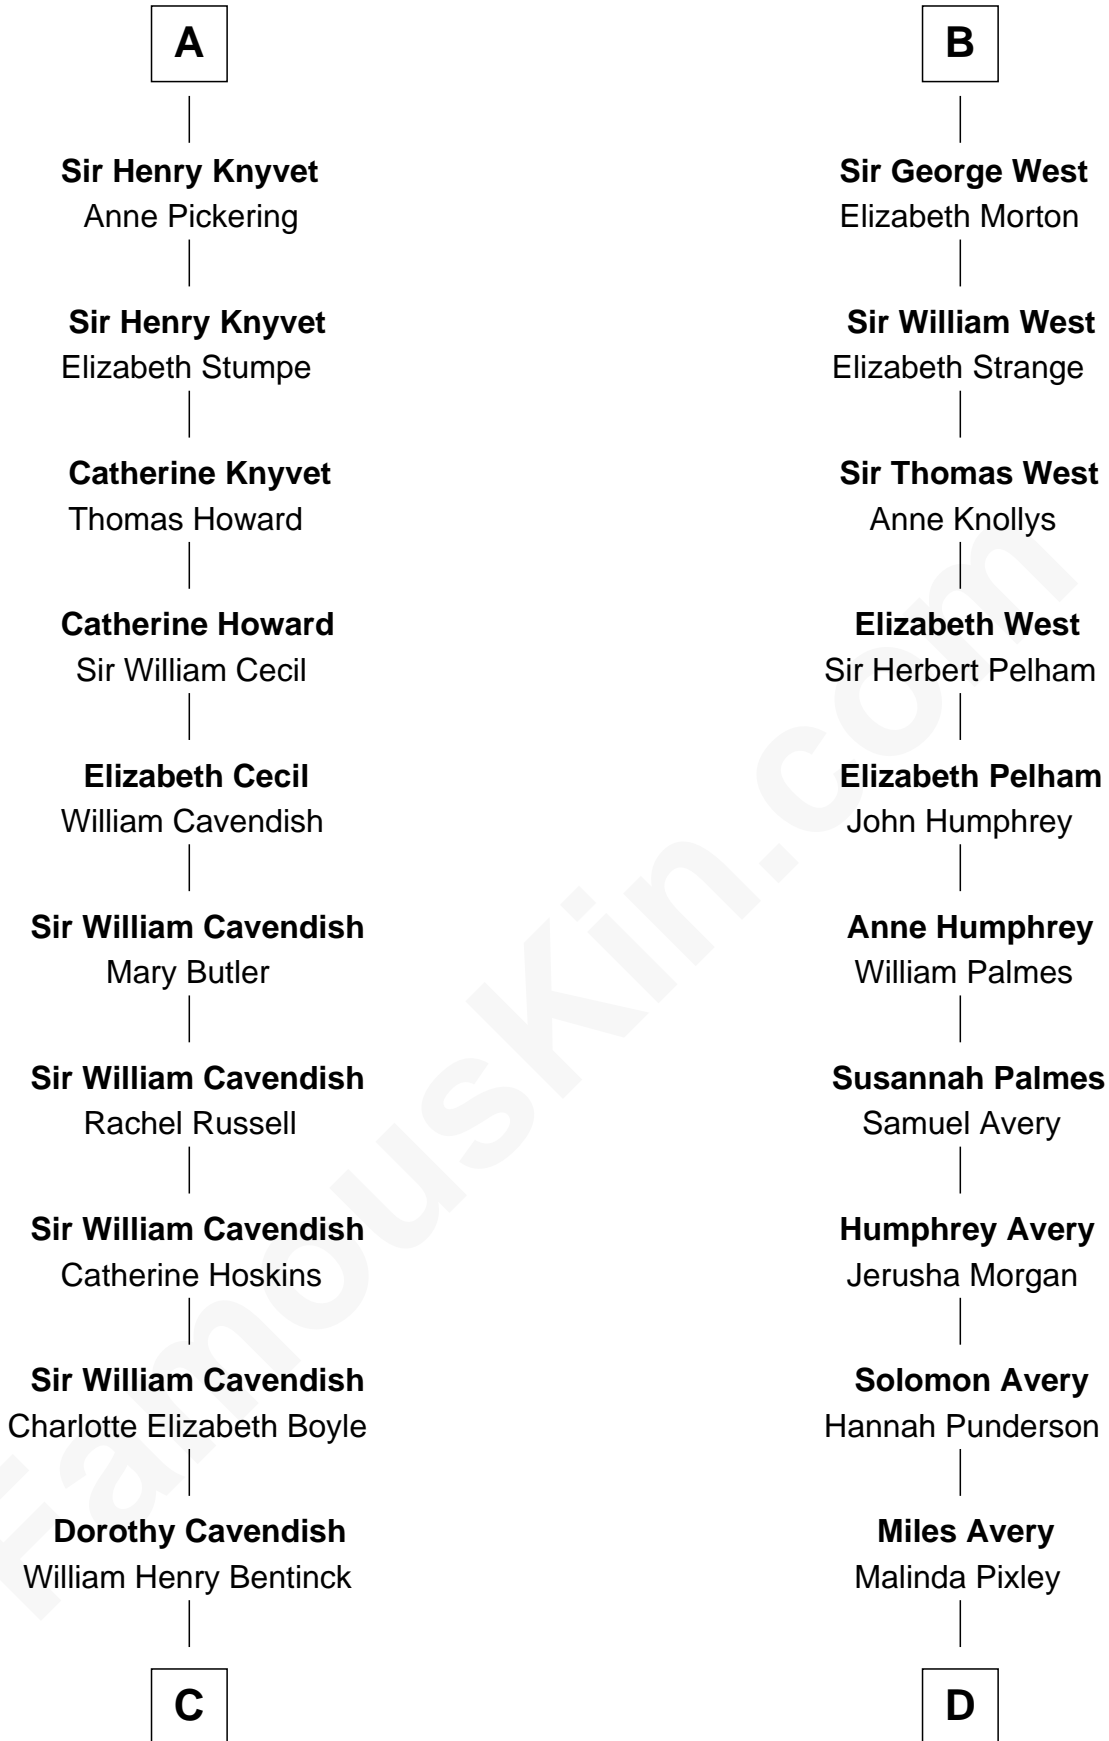 A
Sir Henry Knyvet
Anne Pickering
Sir Henry Knyvet
Elizabeth Stumpe
Catherine Knyvet
Thomas Howard
Catherine Howard
Sir William Cecil
Elizabeth Cecil
William Cavendish
Sir William Cavendish
Mary Butler
Sir William Cavendish
Rachel Russell
Sir William Cavendish
Catherine Hoskins
Sir William Cavendish
Charlotte Elizabeth Boyle
Dorothy Cavendish
William Henry Bentinck
C
B
Sir George West
Elizabeth Morton
Sir William West
Elizabeth Strange
Sir Thomas West
Anne Knollys
Elizabeth West
Sir Herbert Pelham
Elizabeth Pelham
John Humphrey
Anne Humphrey
William Palmes
Susannah Palmes
Samuel Avery
Humphrey Avery
Jerusha Morgan
Solomon Avery
Hannah Punderson
Miles Avery
Malinda Pixley
D
FamousKin.com